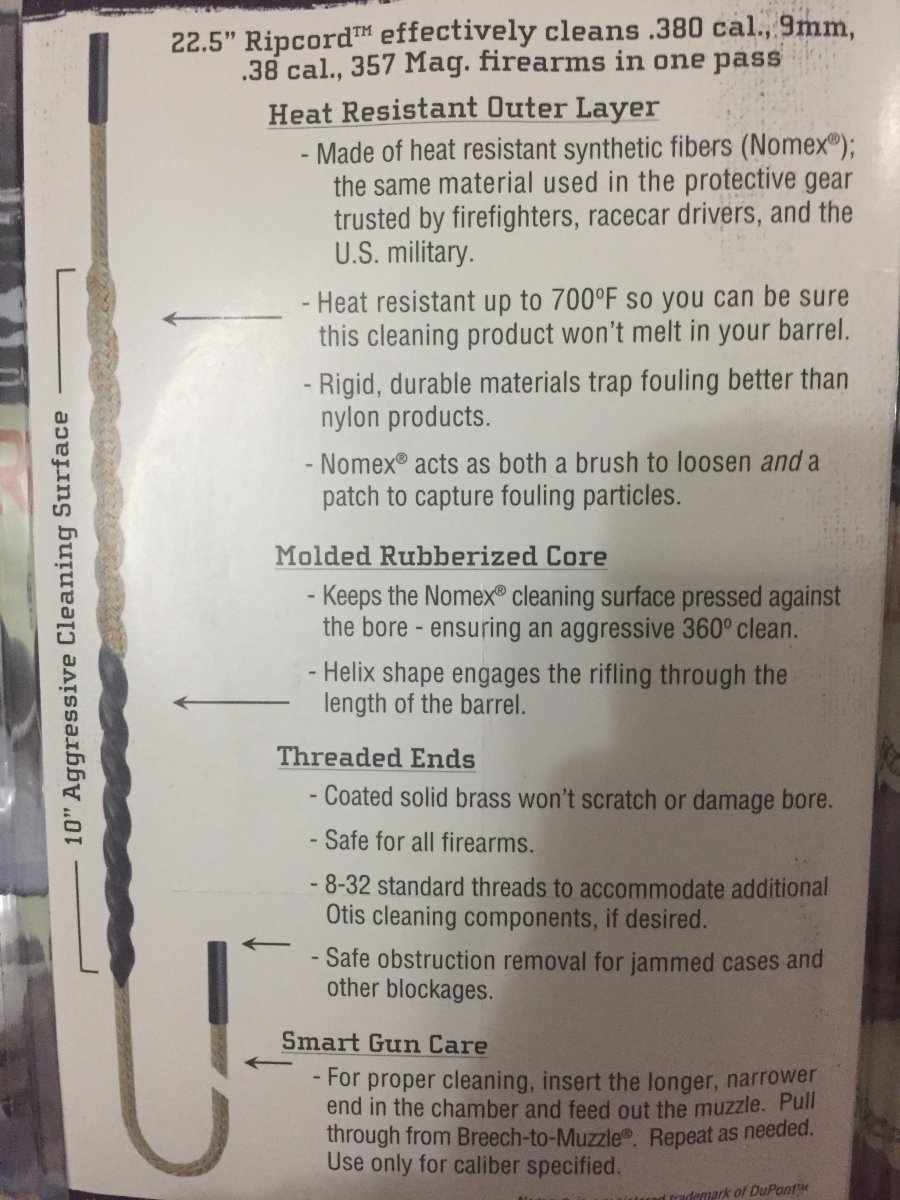 22.5” Ripcord™ effectively cleans .380 cal., 9mm,
.38 cal., 357 Mag. firearms in one pass
Heat Resistant Outer Layer
- Made of heat resistant synthetic fibers (Nomex®);
the same material used in the protective gear
trusted by firefighters, racecar drivers, and the
U.S. military.
- Heat resistant up to 700ºF so you can be sure
this cleaning product won’t melt in your barrel.
- Rigid, durable materials trap fouling better than
nylon products.
- Nomex® acts as both a brush to loosen and a
patch to capture fouling particles.
10” Aggressive Cleaning Surface
Molded Rubberized Core
- Keeps the Nomex® cleaning surface pressed against
the bore - ensuring an aggressive 360º clean.
- Helix shape engages the rifling through the
length of the barrel.
Threaded Ends
- Coated solid brass won’t scratch or damage bore.
- Safe for all firearms.
- 8-32 standard threads to accommodate additional
Otis cleaning components, if desired.
- Safe obstruction removal for jammed cases and
other blockages.
Smart Gun Care
- For proper cleaning, insert the longer, narrower
end in the chamber and feed out the muzzle. Pull
through from Breech-to-Muzzle®. Repeat as needed.
Use only for caliber specified.
trademark of DuPont™